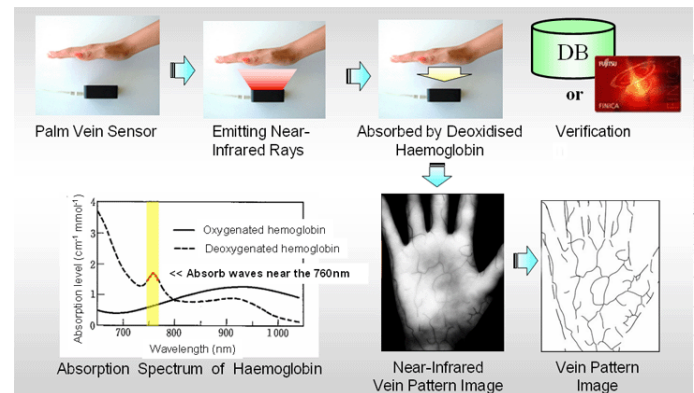 DB
FUJITSU
or
FINICA
Palm Vein Sensor
Emitting Near-
Infrared Rays
Absorbed by Deoxidised
Haemoglobin
Verification
Absorption level (cm⁻¹ mmol⁻¹)
4
3
2
1
0
Oxygenated hemoglobin
Deoxygenated hemoglobin
<< Absorb waves near the 760nm
700
800
900
1 000
Wavelength (nm)
Absorption Spectrum of Haemoglobin
Near-Infrared
Vein Pattern Image
Vein Pattern
Image